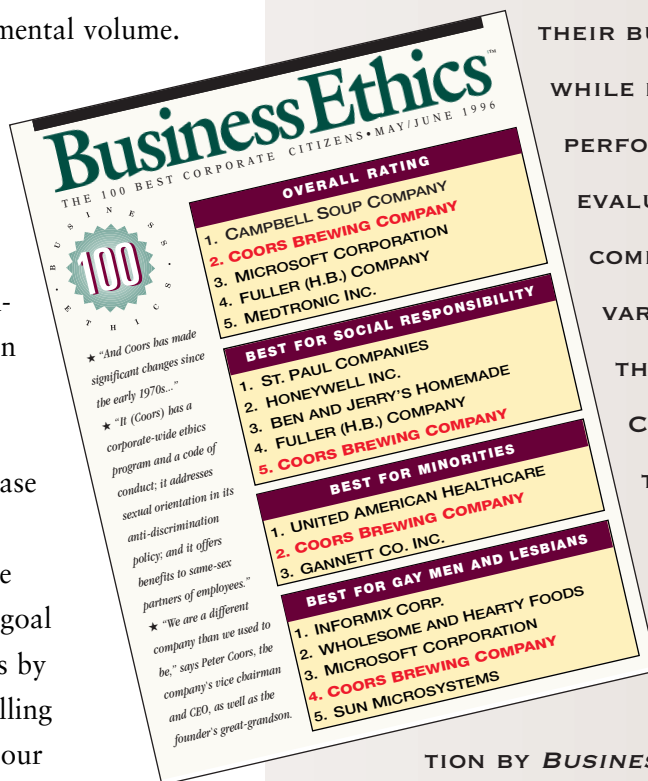 mental volume.
ase
goal
s by
lling
our
Business Ethics™
THE 100 BEST CORPORATE CITIZENS•MAY/JUNE 1996
• BUSINESS • ETHICS
100
★ "And Coors has made
significant changes since
the early 1970s..."
★ "It (Coors) has a
corporate-wide ethics
program and a code of
conduct; it addresses
sexual orientation in its
anti-discrimination
policy; and it offers
benefits to same-sex
partners of employees."
★ "We are a different
company than we used to
be," says Peter Coors, the
company's vice chairman
and CEO, as well as the
founder's great-grandson.
OVERALL RATING
1. CAMPBELL SOUP COMPANY
2. COORS BREWING COMPANY
3. MICROSOFT CORPORATION
4. FULLER (H.B.) COMPANY
5. MEDTRONIC INC.
BEST FOR SOCIAL RESPONSIBILITY
1. ST. PAUL COMPANIES
2. HONEYWELL INC.
3. BEN AND JERRY'S HOMEMADE
4. FULLER (H.B.) COMPANY
5. COORS BREWING COMPANY
BEST FOR MINORITIES
1. UNITED AMERICAN HEALTHCARE
2. COORS BREWING COMPANY
3. GANNETT CO. INC.
BEST FOR GAY MEN AND LESBIANS
1. INFORMIX CORP.
2. WHOLESOME AND HEARTY FOODS
3. MICROSOFT CORPORATION
4. COORS BREWING COMPANY
5. SUN MICROSYSTEMS
THEIR BU
WHILE
PERFO
EVALU
COM
VAR
TH
C
T
TION BY BUSINES